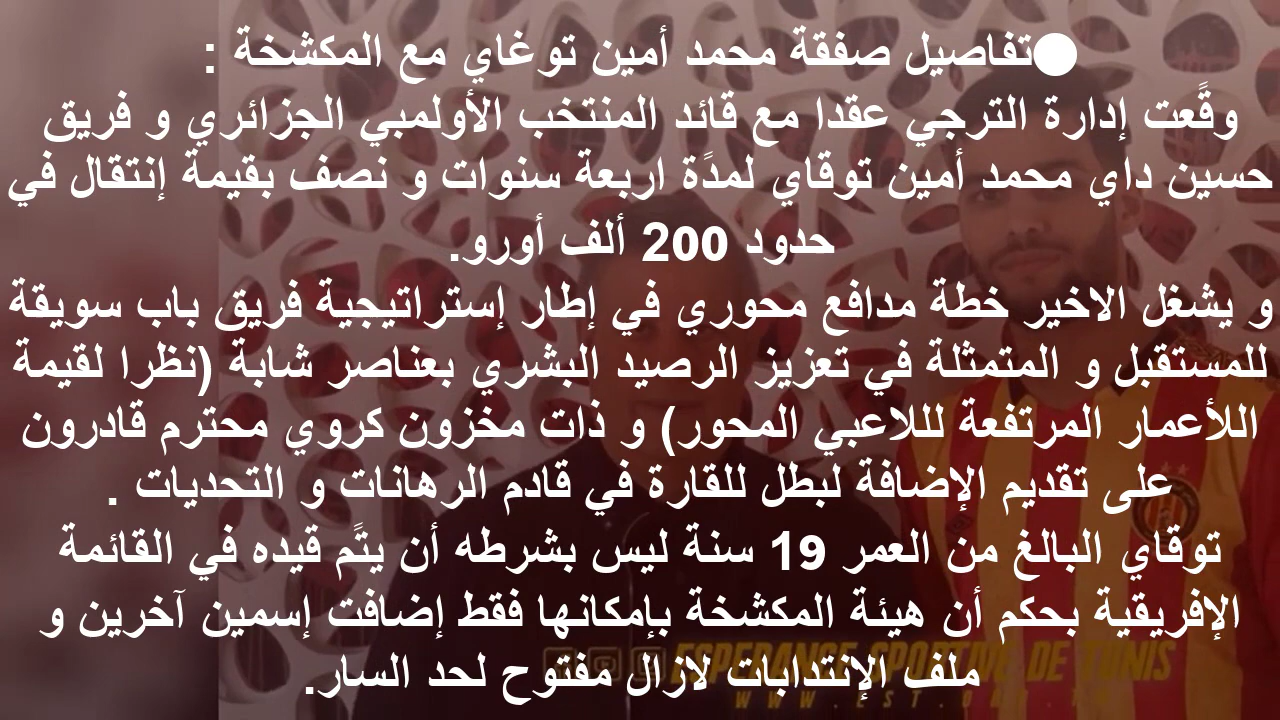 ●تفاصيل صفقة محمد أمين توغاي مع المكشخة :
وقًعت إدارة الترجي عقدا مع قائد المنتخب الأولمبي الجزائري و فريق
حسين داي محمد أمين توقاي لمدًة اربعة سنوات و نصف بقيمة إنتقال في
حدود 200 ألف أورو.
و يشغل الاخير خطة مدافع محوري في إطار إستراتيجية فريق باب سويقة
للمستقبل و المتمثلة في تعزيز الرصيد البشري بعناصر شابة (نظرا لقيمة
اللأعمار المرتفعة لللاعبي المحور) و ذات مخزون كروي محترم قادرون
على تقديم الإضافة لبطل للقارة في قادم الرهانات و التحديات .
توقاي البالغ من العمر 19 سنة ليس بشرطه أن يتًم قيده في القائمة
الإفريقية بحكم أن هيئة المكشخة بإمكانها فقط إضافت إسمين آخرين و
ملف الإنتدابات لازال مفتوح لحد السار.
ESPERANCE SPORTIVE DE TUNIS